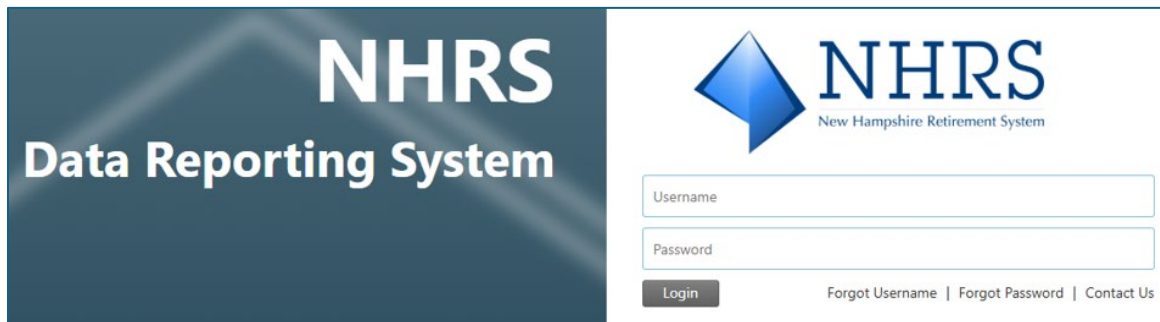 NHRS
Data Reporting System
NHRS
New Hampshire Retirement System
Username
Password
Login
Forgot Username | Forgot Password | Contact Us